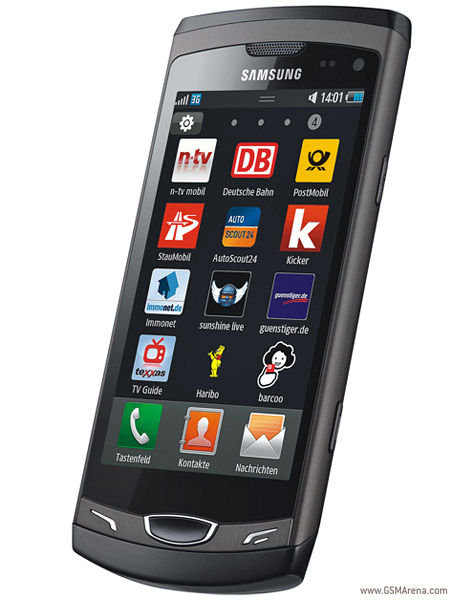 SAMSUNG
3G 14:01
4
n-tv
DB
n-tv mobil Deutsche Bahn PostMobil
AUTO
SCOUT24
k
StauMobil AutoScout24 Kicker
immonet.de
guenstiger.de
Immonet sunshine live guenstiger.de
texxas
TV Guide Haribo barcoo
Tastenfeld Kontakte Nachrichten
www.GSMArena.com